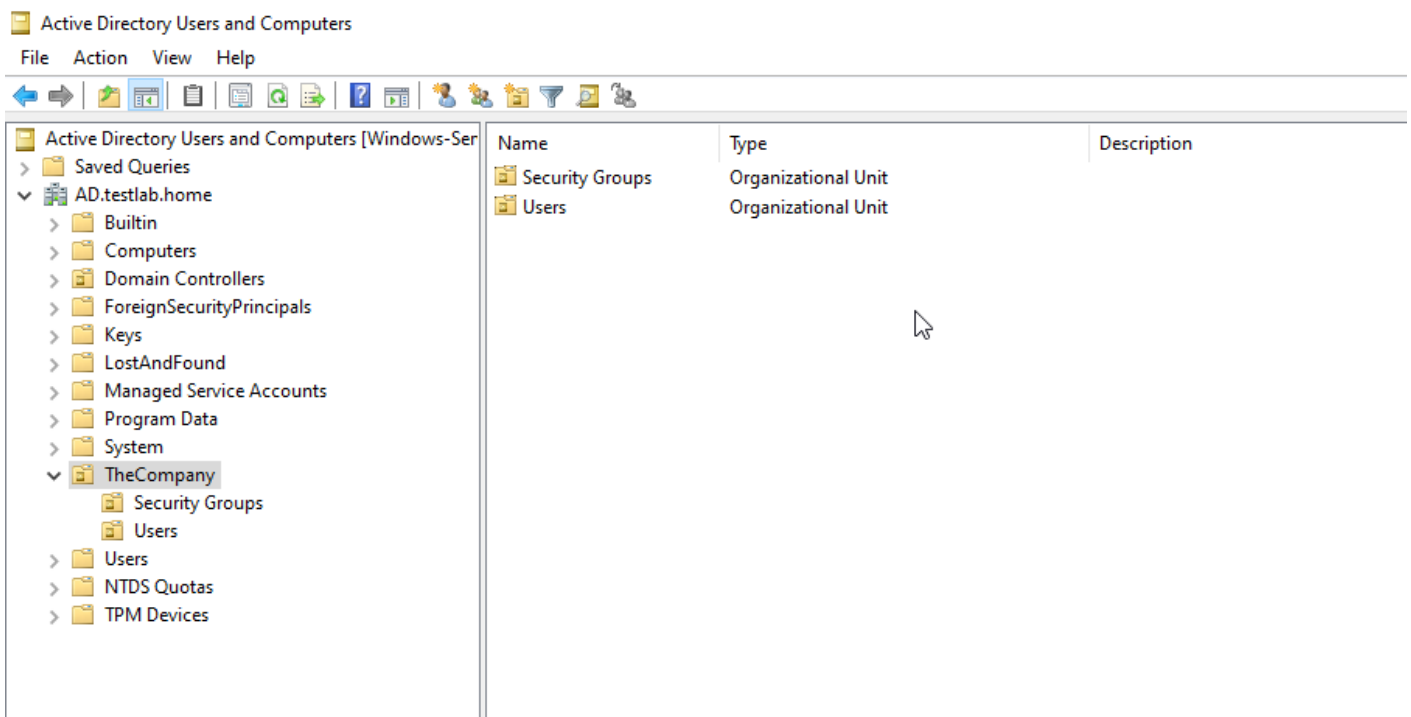 Active Directory Users and Computers
File Action View Help
Active Directory Users and Computers [Windows-Ser
Saved Queries
AD.testlab.home
Builtin
Computers
Domain Controllers
ForeignSecurityPrincipals
Keys
LostAndFound
Managed Service Accounts
Program Data
System
TheCompany
Security Groups
Users
Users
NTDS Quotas
TPM Devices
Name Type Description
Security Groups Organizational Unit
Users Organizational Unit